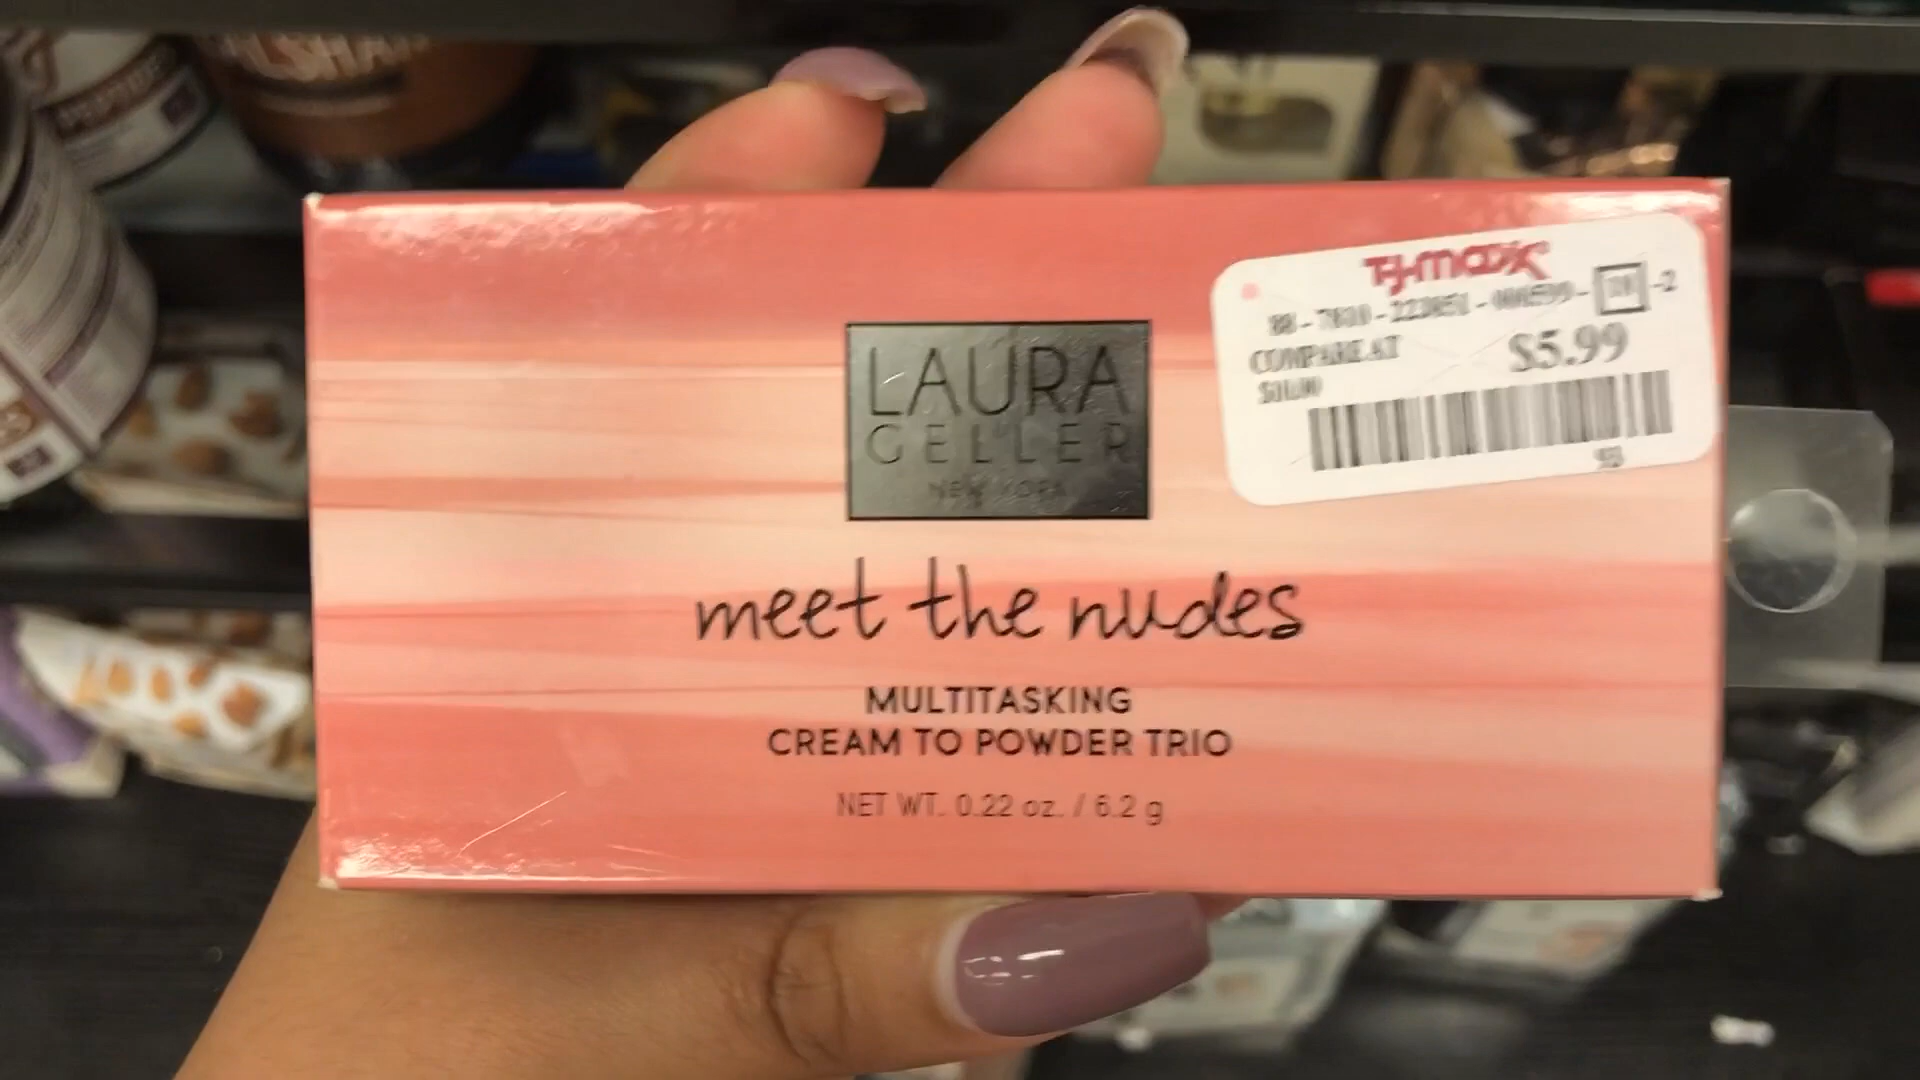 TJ-maxx
$5.99
COMPARE AT
LAURA
GELLER
NEW YORK
meet the nudes
MULTITASKING
CREAM TO POWDER TRIO
NET WT. 0.22 oz. / 6.2 g